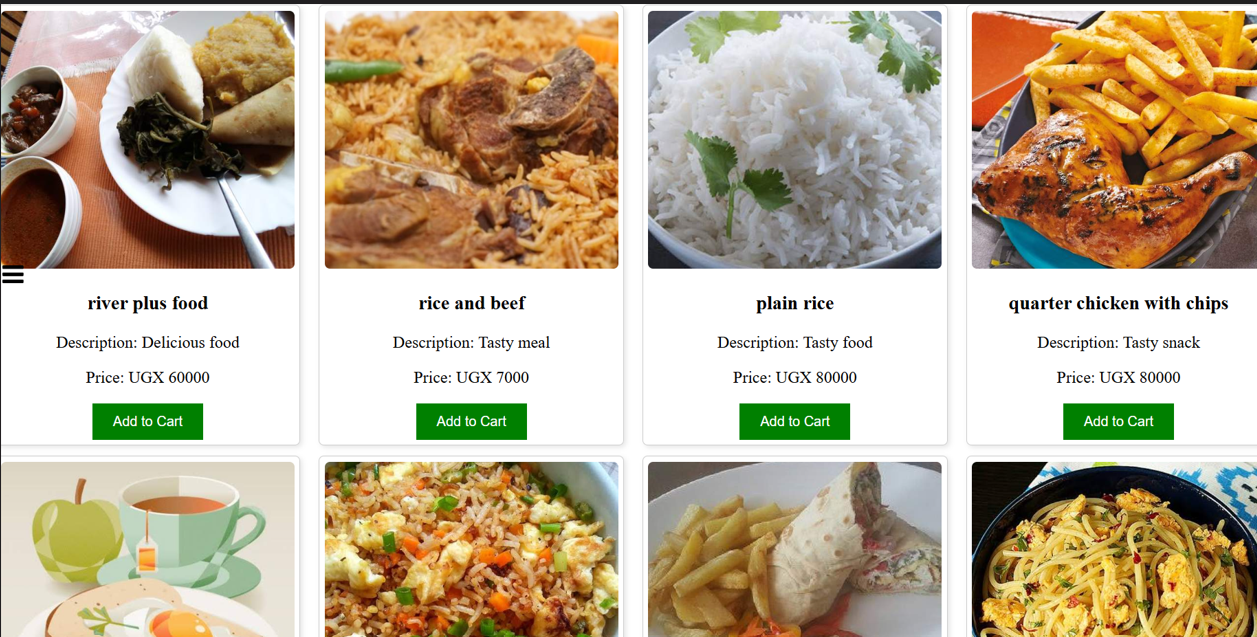 river plus food
Description: Delicious food
Price: UGX 60000
Add to Cart
rice and beef
Description: Tasty meal
Price: UGX 7000
Add to Cart
plain rice
Description: Tasty food
Price: UGX 80000
Add to Cart
quarter chicken with chips
Description: Tasty snack
Price: UGX 80000
Add to Cart